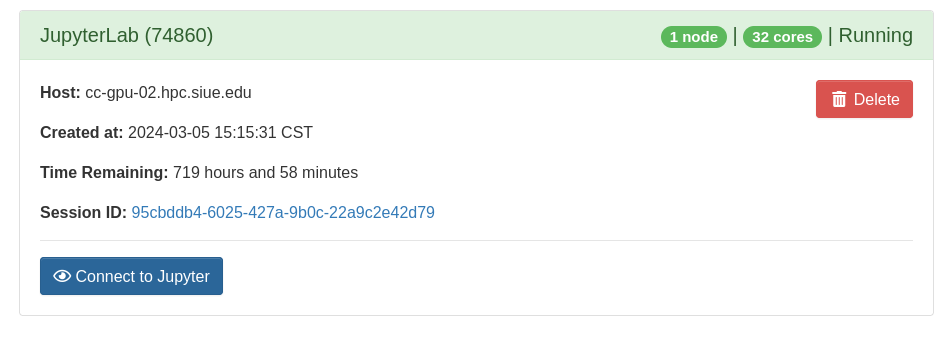 JupyterLab (74860) 1 node | 32 cores | Running
Host: cc-gpu-02.hpc.siue.edu
Delete
Created at: 2024-03-05 15:15:31 CST
Time Remaining: 719 hours and 58 minutes
Session ID: 95cbddb4-6025-427a-9b0c-22a9c2e42d79
Connect to Jupyter